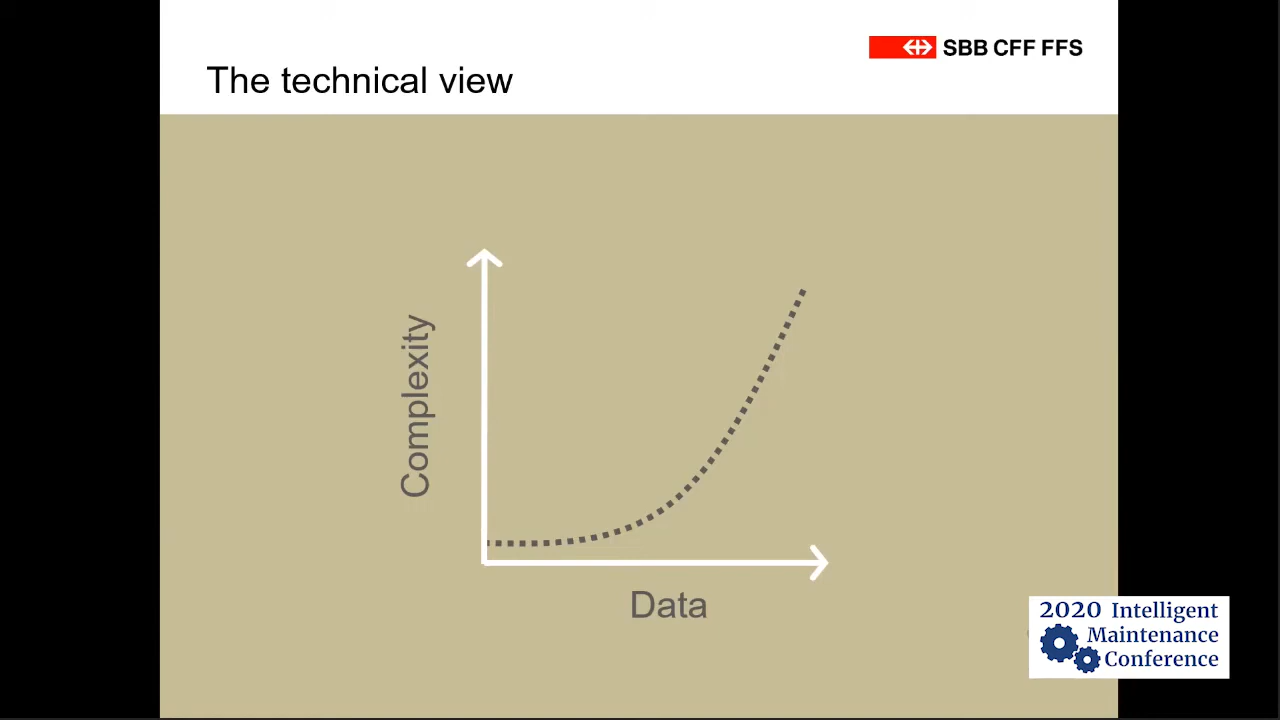 SBB CFF FFS
The technical view
Complexity
Data
2020 Intelligent
Maintenance
Conference